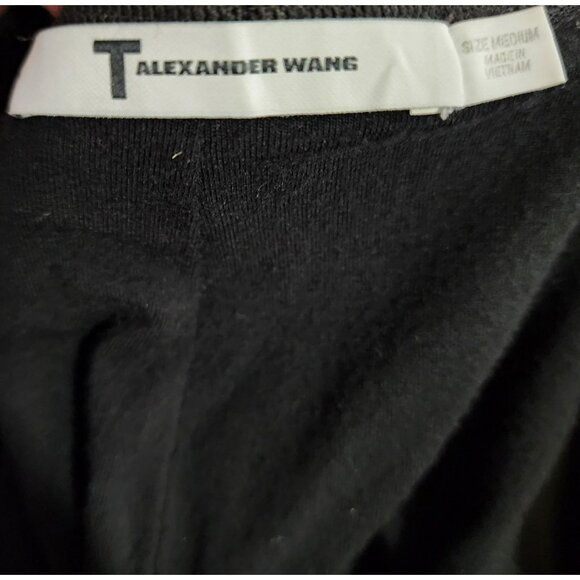 T ALEXANDER WANG
SIZE MEDIUM
MADE IN
VIETNAM